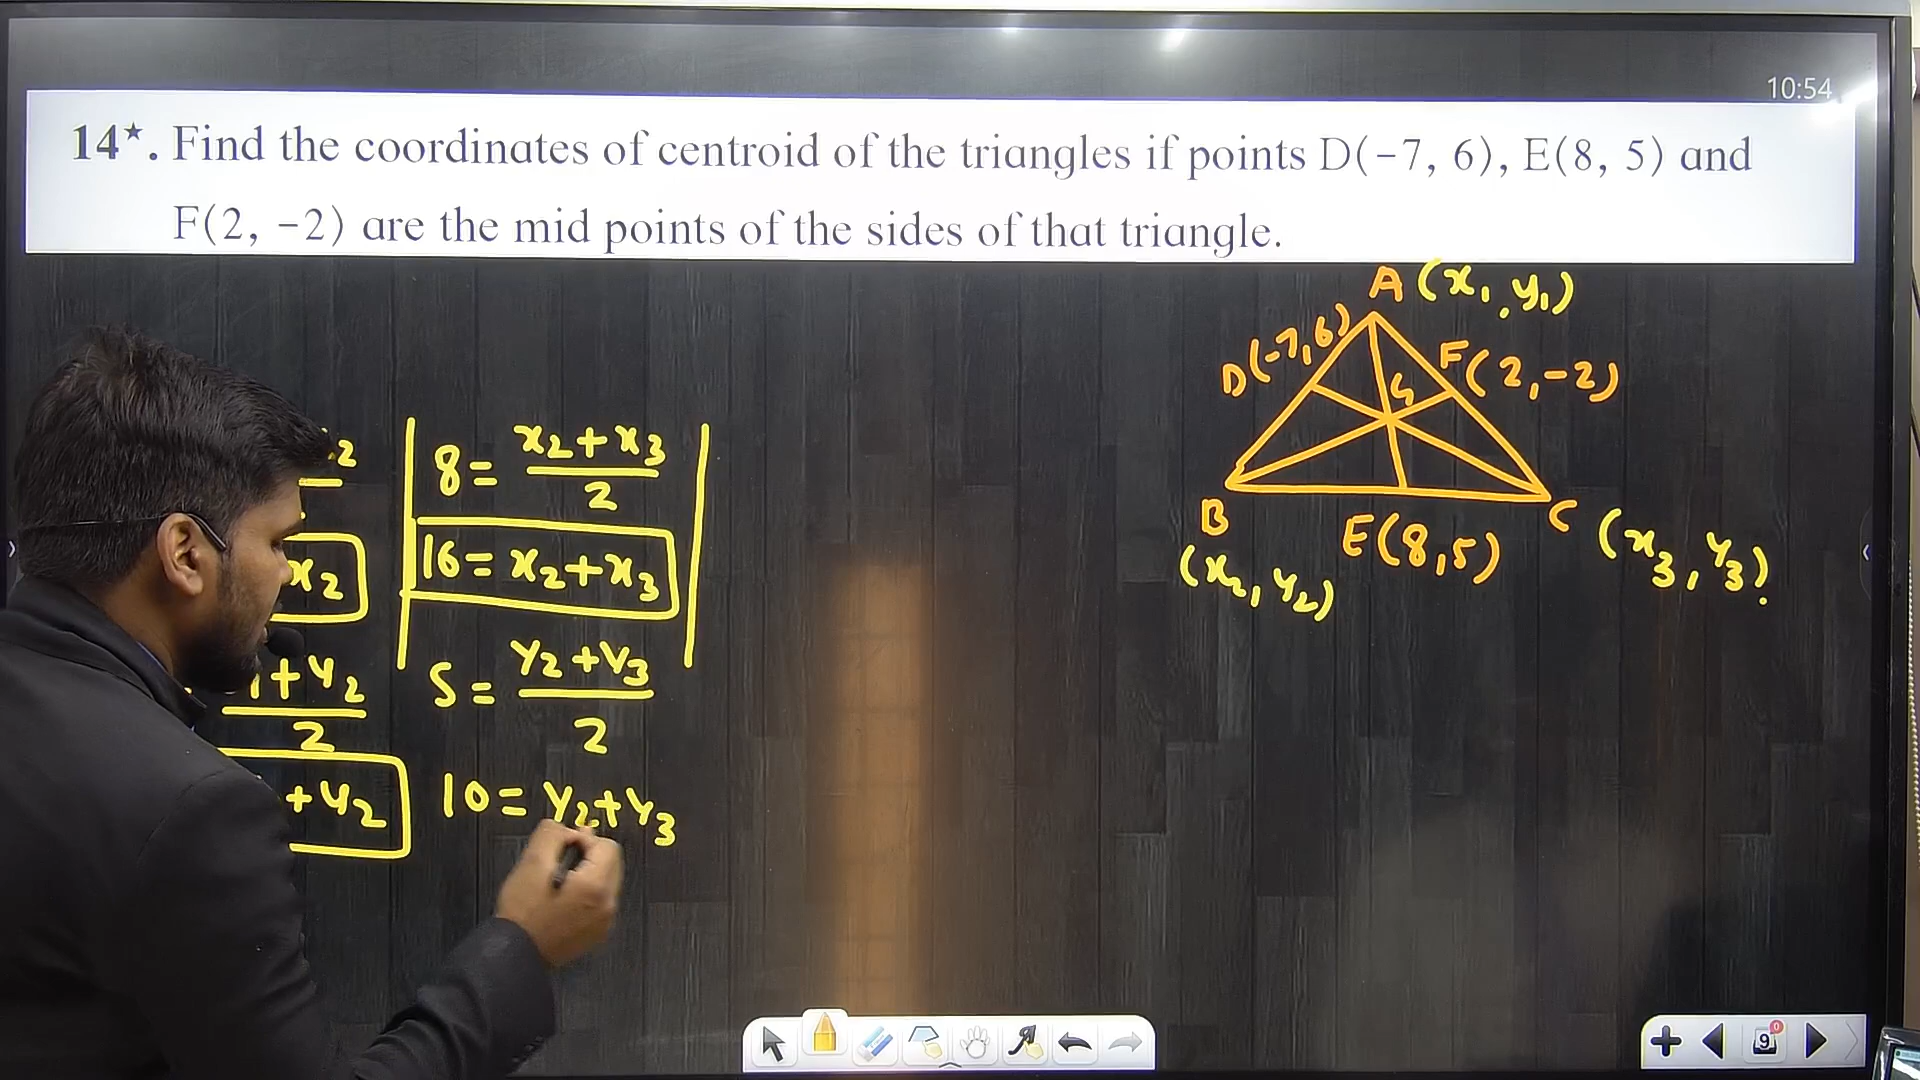 10:54
14★. Find the coordinates of centroid of the triangles if points D(-7, 6), E(8, 5) and
F(2, -2) are the mid points of the sides of that triangle.
A (x₁, y₁)
D(-7,6)
F(2,-2)
G
B
C
(x₂, y₂)
E(8,5)
(x₃, y₃)
2
x₂
+y₂
2
+y₂
8 = x₂+x₃
2
16 = x₂+x₃
5 = y₂+y₃
2
10 = y₂+y₃
9
0